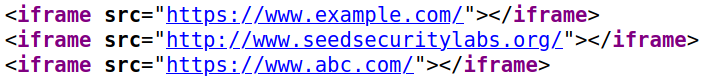 <iframe src="https://www.example.com/"></iframe>
<iframe src="http://www.seedsecuritylabs.org/"></iframe>
<iframe src="https://www.abc.com/"></iframe>